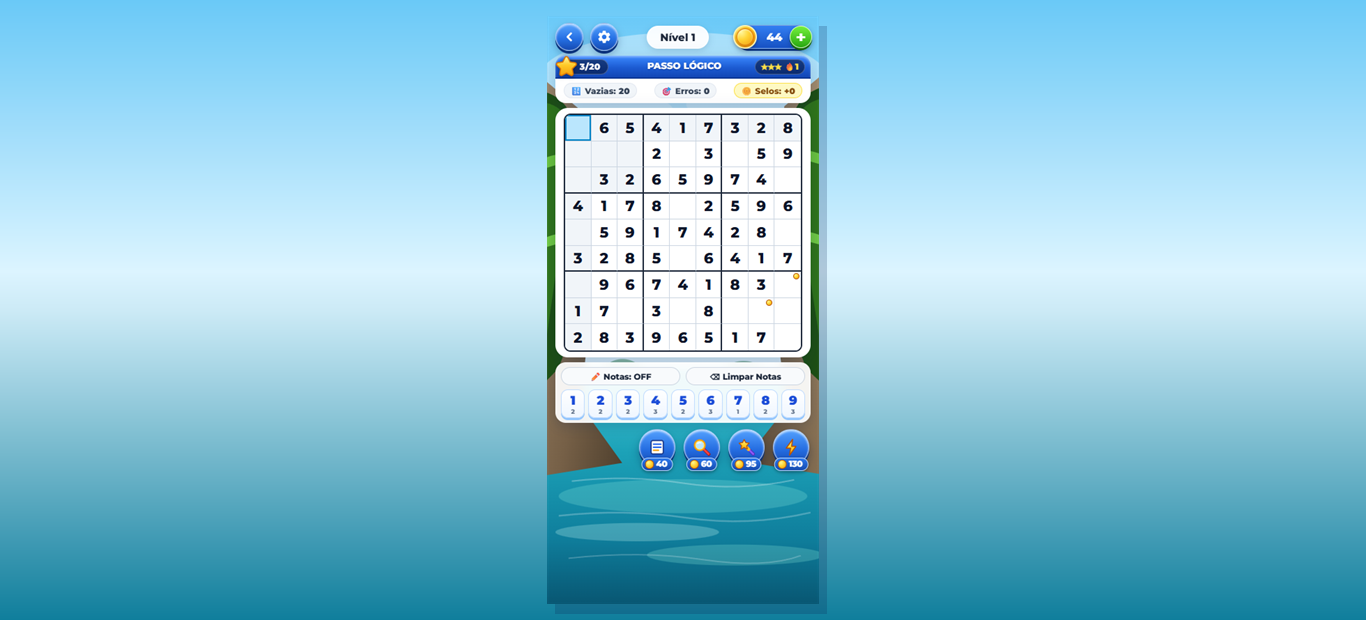 Nível 1
44
+
3/20
PASSO LÓGICO
1
Vazias: 20
Erros: 0
Selos: +0
6 5 4 1 7 3 2 8
2 3 5 9
3 2 6 5 9 7 4
4 1 7 8 2 5 9 6
5 9 1 7 4 2 8
3 2 8 5 6 4 1 7
9 6 7 4 1 8 3
1 7 3 8
2 8 3 9 6 5 1 7
Notas: OFF
Limpar Notas
1 2 3 4 5 6 7 8 9
2 2 2 3 2 3 1 2 3
40 60 95 130